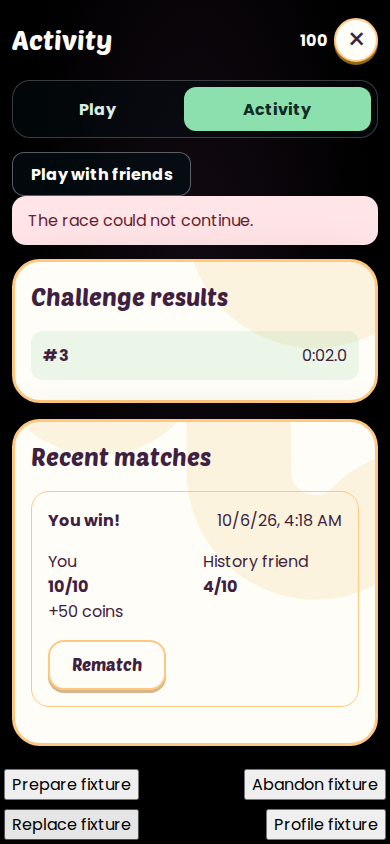 Activity
100 ×
Play Activity
Play with friends
The race could not continue.
Challenge results
#3 0:02.0
Recent matches
You win! 10/6/26, 4:18 AM
You History friend
10/10 4/10
+50 coins
Rematch
Prepare fixture Abandon fixture
Replace fixture Profile fixture